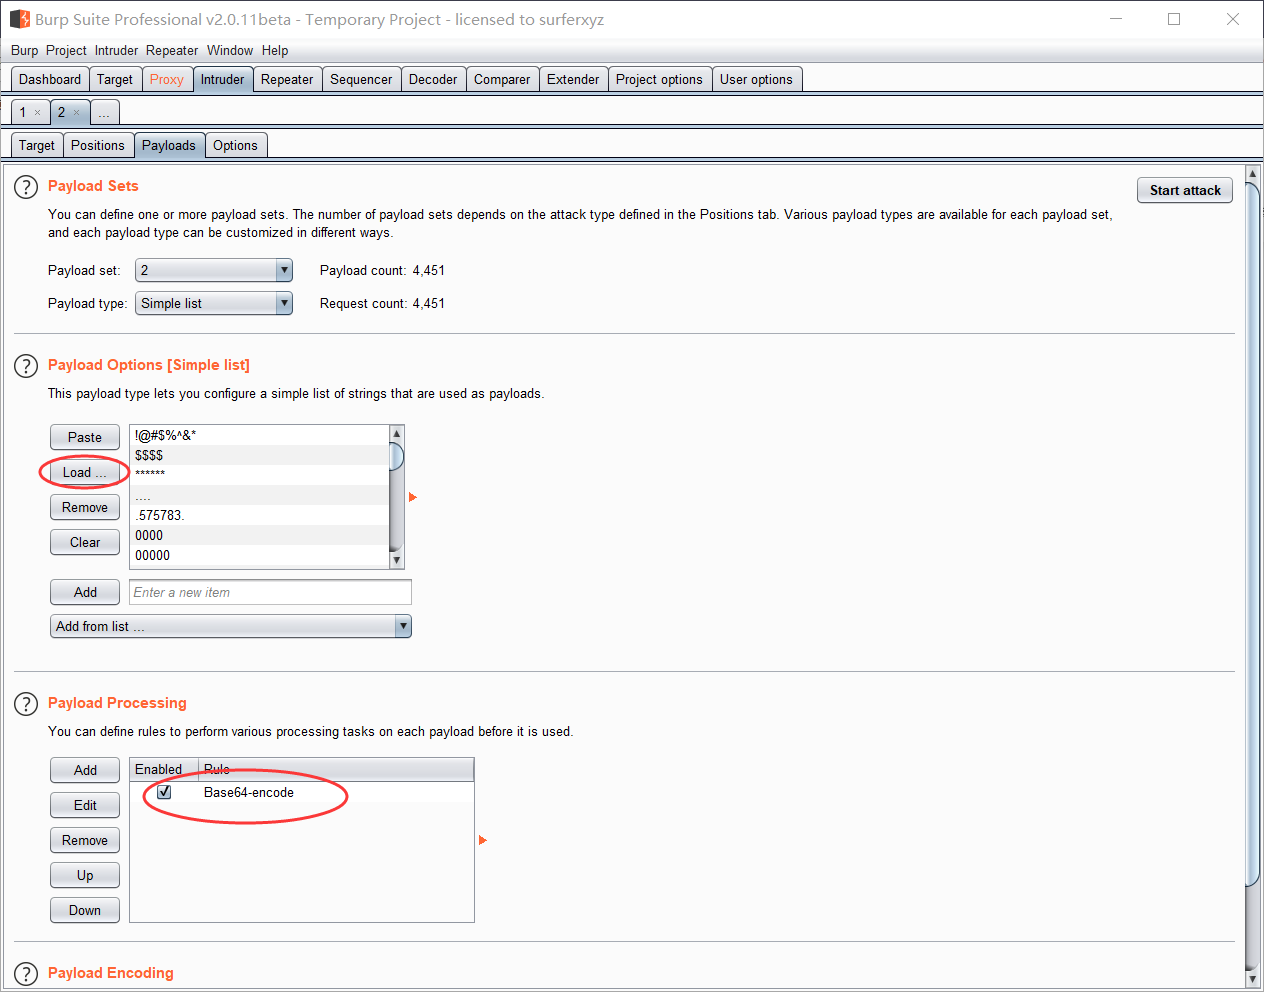 Burp Suite Professional v2.0.11beta - Temporary Project - licensed to surferxyz
Burp Project Intruder Repeater Window Help
Dashboard Target Proxy Intruder Repeater Sequencer Decoder Comparer Extender Project options User options
1 × 2 × ...
Target Positions Payloads Options
? Payload Sets
Start attack
You can define one or more payload sets. The number of payload sets depends on the attack type defined in the Positions tab. Various payload types are available for each payload set,
and each payload type can be customized in different ways.
Payload set: 2 Payload count: 4,451
Payload type: Simple list Request count: 4,451
? Payload Options [Simple list]
This payload type lets you configure a simple list of strings that are used as payloads.
Paste
Load ...
Remove
Clear
!@#$%^&*
$$$$
******
....
.575783.
0000
00000
Add Enter a new item
Add from list ...
? Payload Processing
You can define rules to perform various processing tasks on each payload before it is used.
Add
Edit
Remove
Up
Down
Enabled Rule
Base64-encode
? Payload Encoding